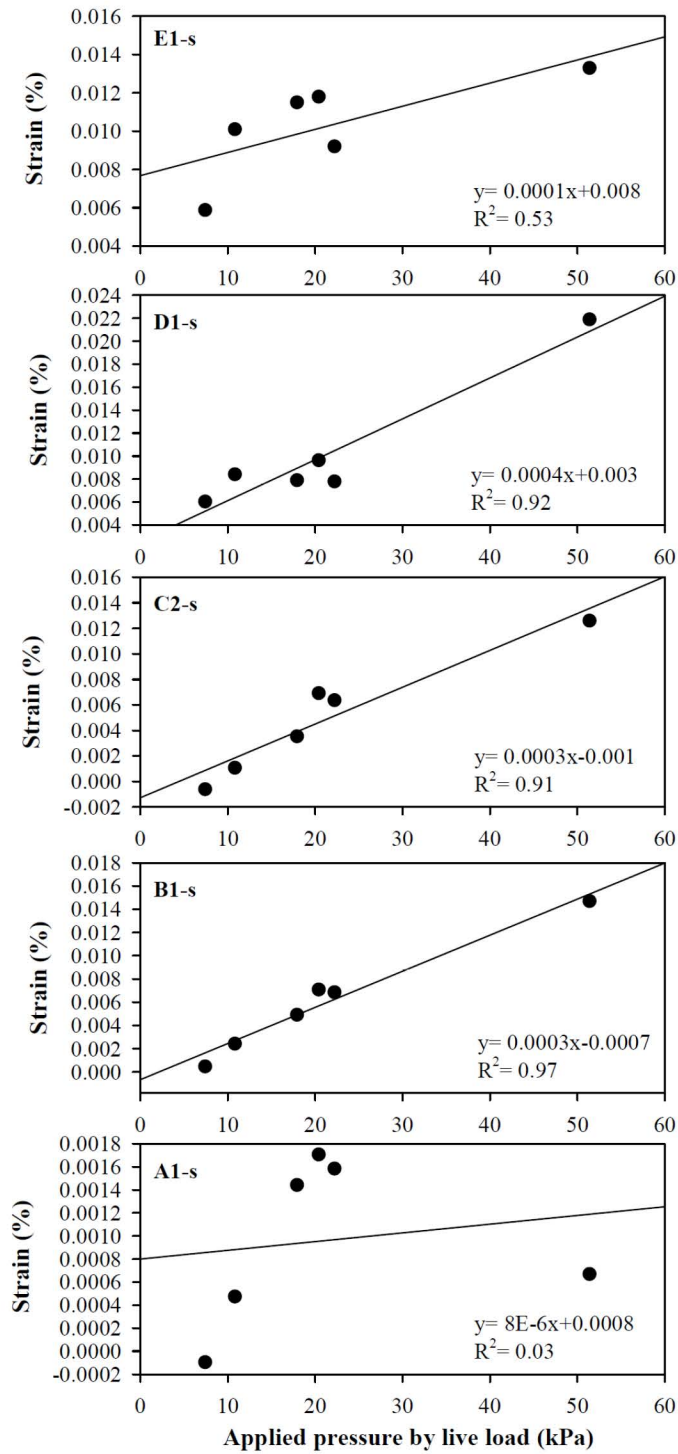 0.016
E1-s
0.014
0.012
0.010
0.008
0.006
0.004
Strain (%)
y= 0.0001x+0.008
R²= 0.53
0 10 20 30 40 50 60
0.024
D1-s
0.022
0.020
0.018
0.016
0.014
0.012
0.010
0.008
0.006
0.004
Strain (%)
y= 0.0004x+0.003
R²= 0.92
0 10 20 30 40 50 60
0.016
C2-s
0.014
0.012
0.010
0.008
0.006
0.004
0.002
0.000
-0.002
Strain (%)
y= 0.0003x-0.001
R²= 0.91
0 10 20 30 40 50 60
0.018
B1-s
0.016
0.014
0.012
0.010
0.008
0.006
0.004
0.002
0.000
Strain (%)
y= 0.0003x-0.0007
R²= 0.97
0 10 20 30 40 50 60
0.0018
A1-s
0.0016
0.0014
0.0012
0.0010
0.0008
0.0006
0.0004
0.0002
0.0000
-0.0002
Strain (%)
y= 8E-6x+0.0008
R²= 0.03
0 10 20 30 40 50 60
Applied pressure by live load (kPa)